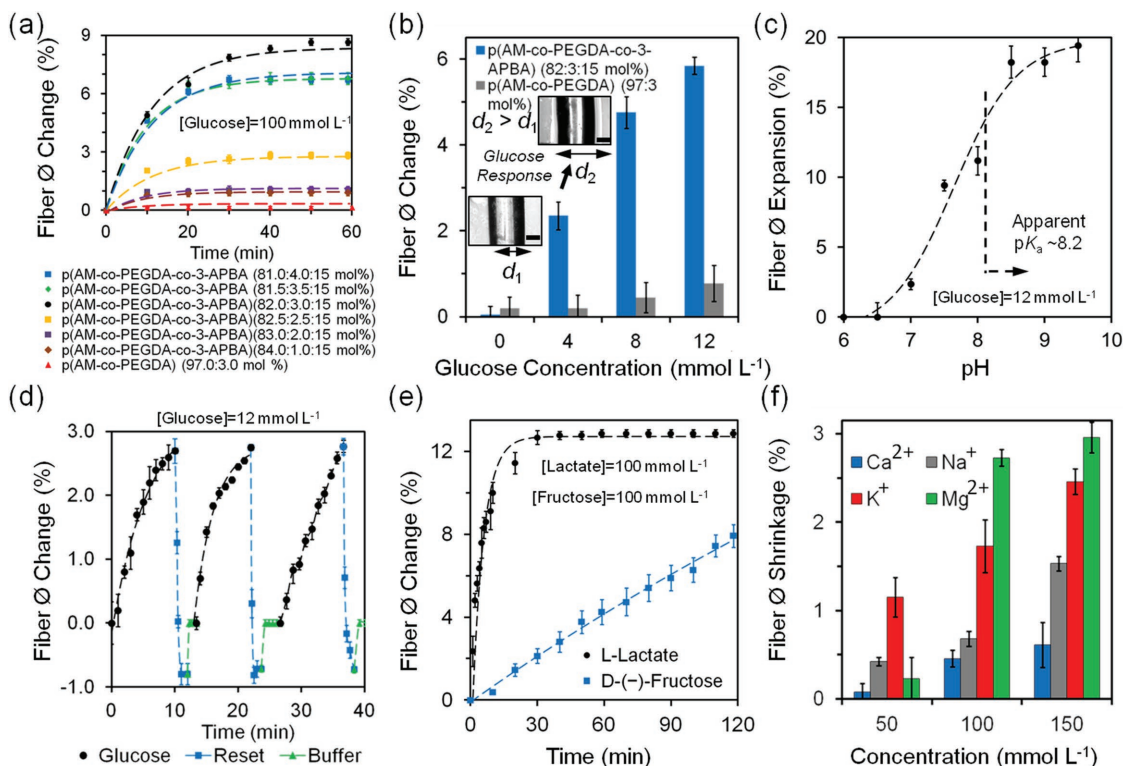 (a)
Fiber Ø Change (%)
9
6
3
0
[Glucose]=100 mmol L-1
0 10 20 30 40 50 60
Time (min)
p(AM-co-PEGDA-co-3-APBA (81.0:4.0:15 mol%)
p(AM-co-PEGDA-co-3-APBA (81.5:3.5:15 mol%)
p(AM-co-PEGDA-co-3-APBA)(82.0:3.0:15 mol%)
p(AM-co-PEGDA-co-3-APBA)(82.5:2.5:15 mol%)
p(AM-co-PEGDA-co-3-APBA)(83.0:2.0:15 mol%)
p(AM-co-PEGDA-co-3-APBA)(84.0:1.0:15 mol%)
p(AM-co-PEGDA) (97.0:3.0 mol %)
(b)
Fiber Ø Change (%)
6
4
2
0
p(AM-co-PEGDA-co-3-
APBA) (82:3:15 mol%)
p(AM-co-PEGDA) (97:3
mol%)
d2 > d1
Glucose
Response
d2
d1
0 4 8 12
Glucose Concentration (mmol L-1)
(c)
Fiber Ø Expansion (%)
20
15
10
5
0
Apparent
pKa ~8.2
[Glucose]=12 mmol L-1
6 7 8 9 10
pH
(d)
[Glucose]=12 mmol L-1
Fiber Ø Change (%)
3.0
2.0
1.0
0.0
-1.0
0 10 20 30 40
Time (min)
Glucose Reset Buffer
(e)
Fiber Ø Change (%)
12
9
6
3
0
[Lactate]=100 mmol L-1
[Fructose]=100 mmol L-1
L-Lactate
D-(−)-Fructose
0 30 60 90 120
Time (min)
(f)
Fiber Ø Shrinkage (%)
3
2
1
0
Ca2+ Na+
K+ Mg2+
50 100 150
Concentration (mmol L-1)